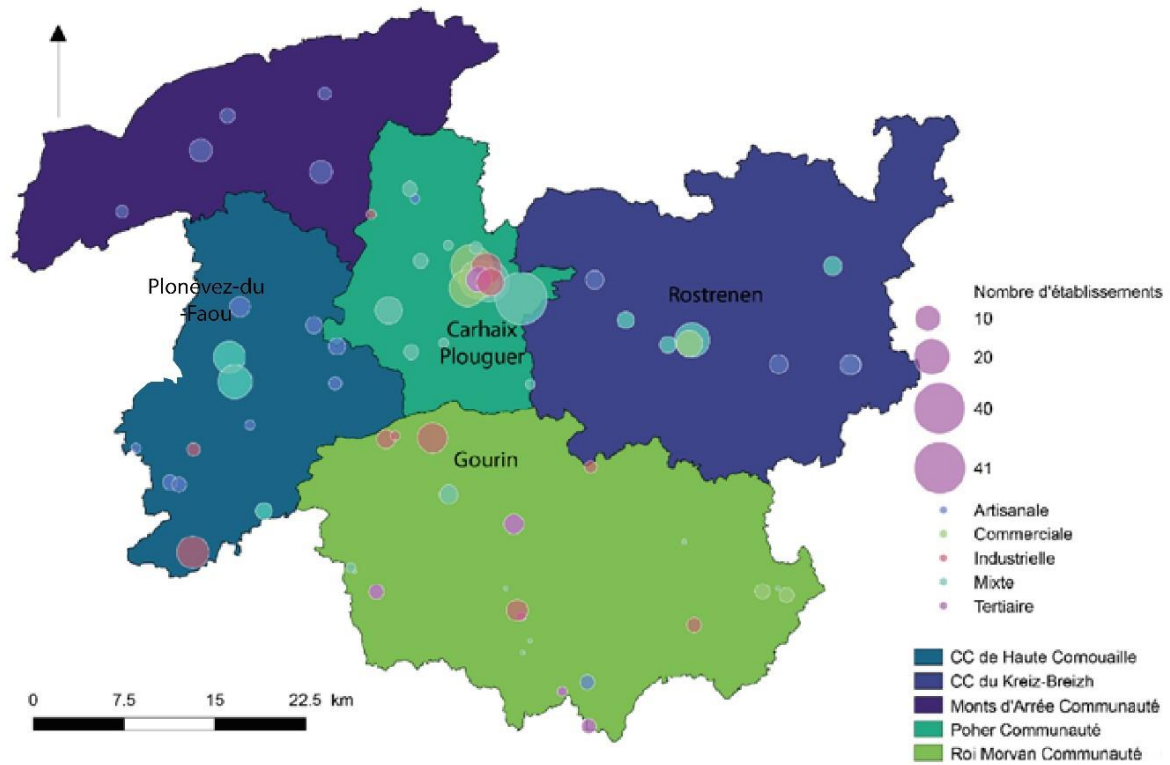 Plonévez-du
-Faou
Rostrenen
Carhaix
Plouguer
Gourin
Nombre d'établissements
10
20
40
41
Artisanale
Commerciale
Industrielle
Mixte
Tertiaire
CC de Haute Cornouaille
CC du Kreiz-Breizh
Monts d'Arrée Communauté
Poher Communauté
Roi Morvan Communauté
0 7.5 15 22.5 km